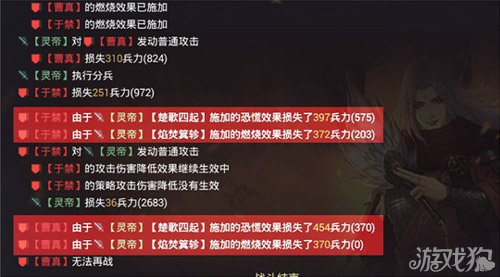 【曹真】的燃烧效果已施加
【于禁】的燃烧效果已施加
【灵帝】对【曹真】发动普通攻击
【曹真】损失310兵力(824)
【灵帝】执行分兵
【于禁】损失251兵力(972)
【于禁】由于【灵帝】【楚歌四起】施加的恐慌效果损失了397兵力(575)
【于禁】由于【灵帝】【焰焚箕轸】施加的燃烧效果损失了372兵力(203)
【于禁】对【灵帝】发动普通攻击
【于禁】的攻击伤害降低效果继续生效中
【于禁】的策略攻击伤害降低没有生效
【灵帝】损失36兵力(2683)
【曹真】由于【灵帝】【楚歌四起】施加的恐慌效果损失了454兵力(370)
【曹真】由于【灵帝】【焰焚箕轸】施加的燃烧效果损失了370兵力(0)
【曹真】无法再战
战斗结束
游戏狗